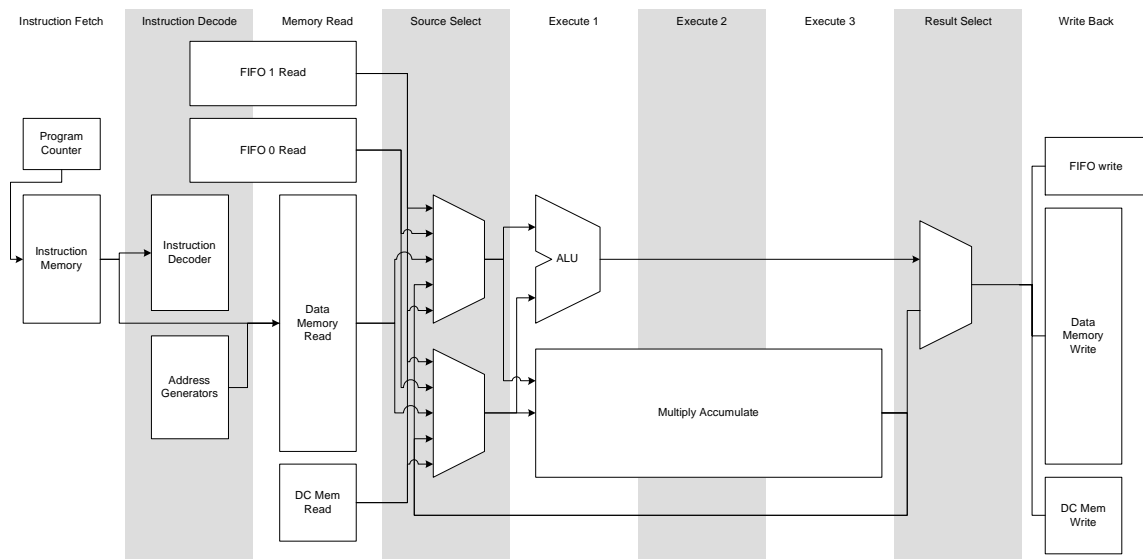 Instruction Fetch
Instruction Decode
Memory Read
Source Select
Execute 1
Execute 2
Execute 3
Result Select
Write Back
FIFO 1 Read
Program
Counter
FIFO 0 Read
FIFO write
Instruction
Memory
Instruction
Decoder
ALU
Data
Memory
Read
Data
Memory
Write
Address
Generators
Multiply Accumulate
DC Mem
Read
DC Mem
Write